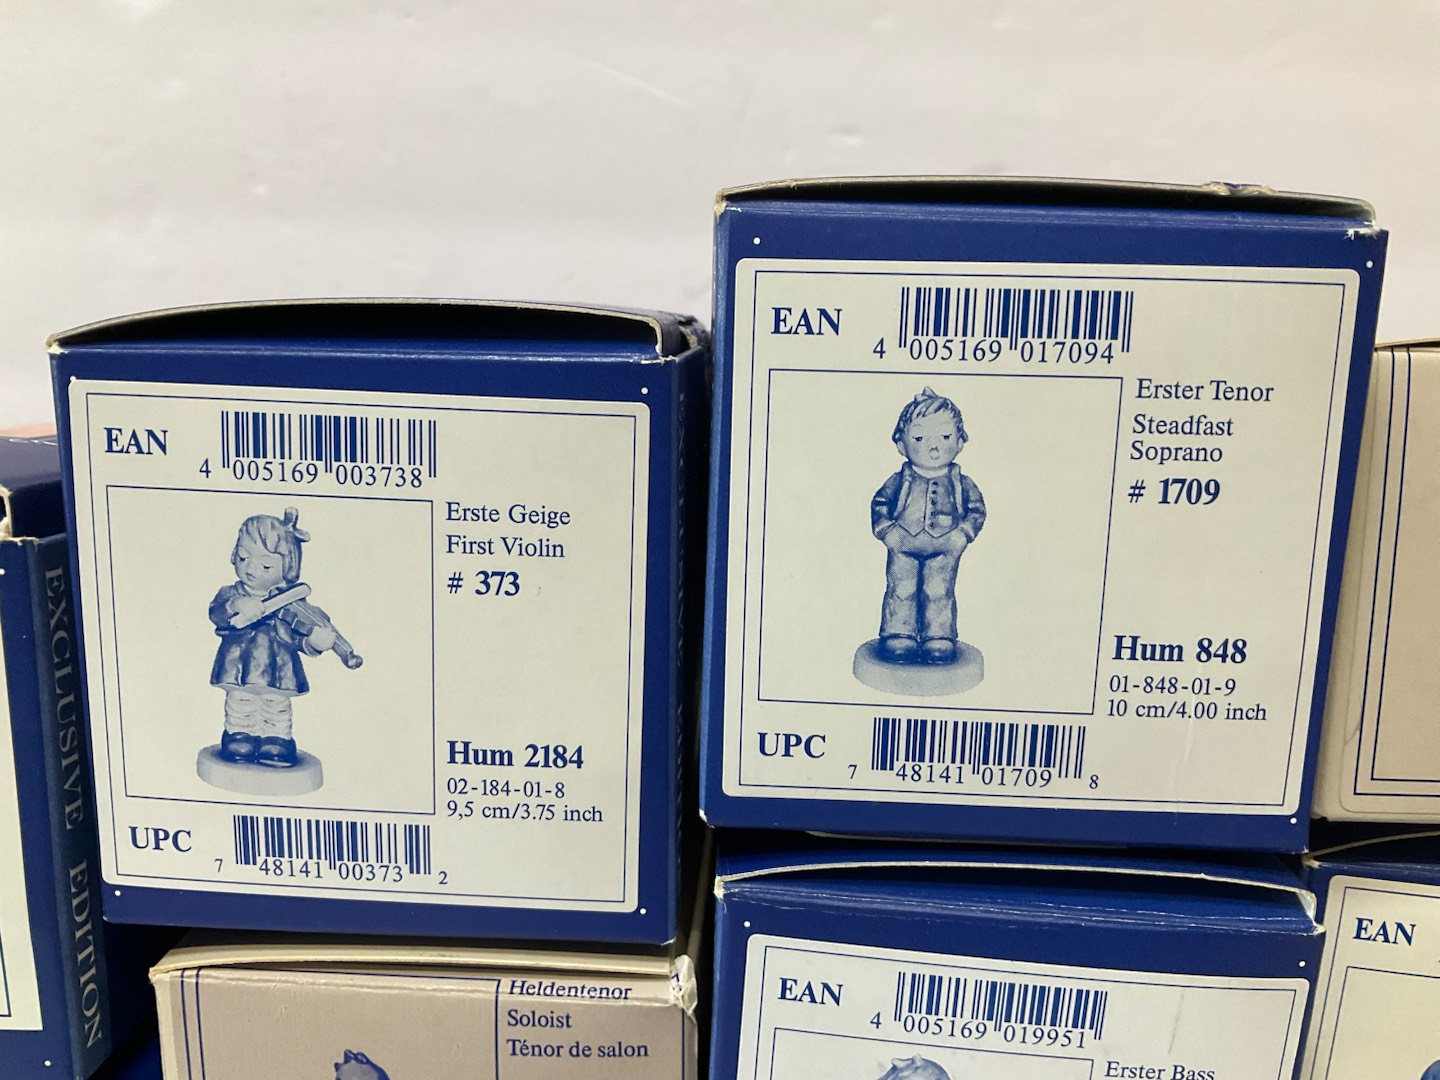 EAN
4 005169 003738
Erste Geige
First Violin
# 373
Hum 2184
02-184-01-8
9,5 cm/3.75 inch
UPC
7 48141 00373 2
EXCLUSIVE EDITION
EAN
4 005169 017094
Erster Tenor
Steadfast
Soprano
# 1709
Hum 848
01-848-01-9
10 cm/4.00 inch
UPC
7 48141 01709 8
Heldentenor
Soloist
Ténor de salon
EAN
4 005169 019951
Erster Bass
EAN